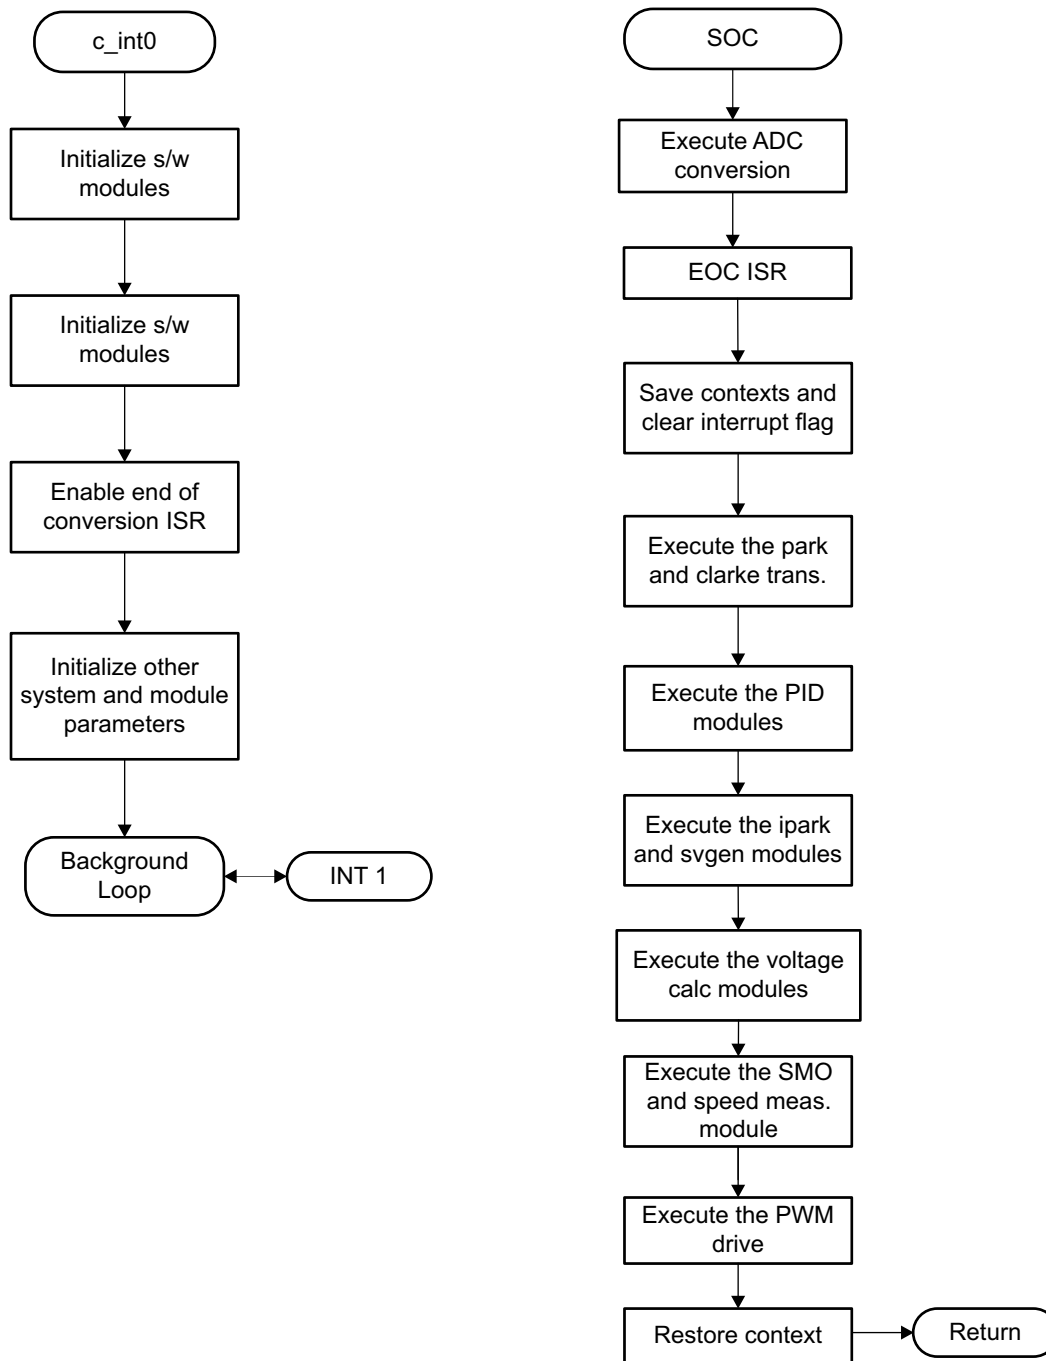 c_int0
Initialize s/w
modules
Initialize s/w
modules
Enable end of
conversion ISR
Initialize other
system and module
parameters
Background
Loop
INT 1
SOC
Execute ADC
conversion
EOC ISR
Save contexts and
clear interrupt flag
Execute the park
and clarke trans.
Execute the PID
modules
Execute the ipark
and svgen modules
Execute the voltage
calc modules
Execute the SMO
and speed meas.
module
Execute the PWM
drive
Restore context
Return